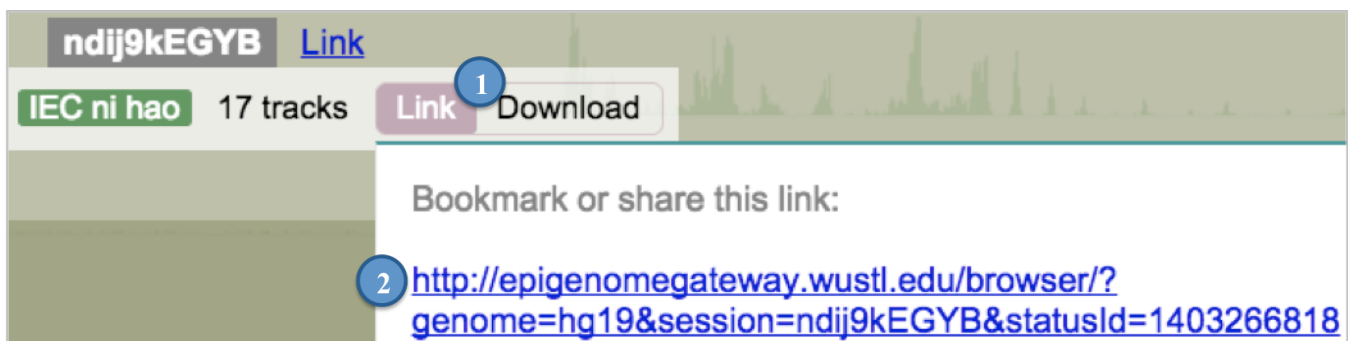 ndij9kEGYB Link
IEC ni hao 17 tracks Link 1 Download
Bookmark or share this link:
2 http://epigenomegateway.wustl.edu/browser/?
genome=hg19&session=ndij9kEGYB&statusId=1403266818